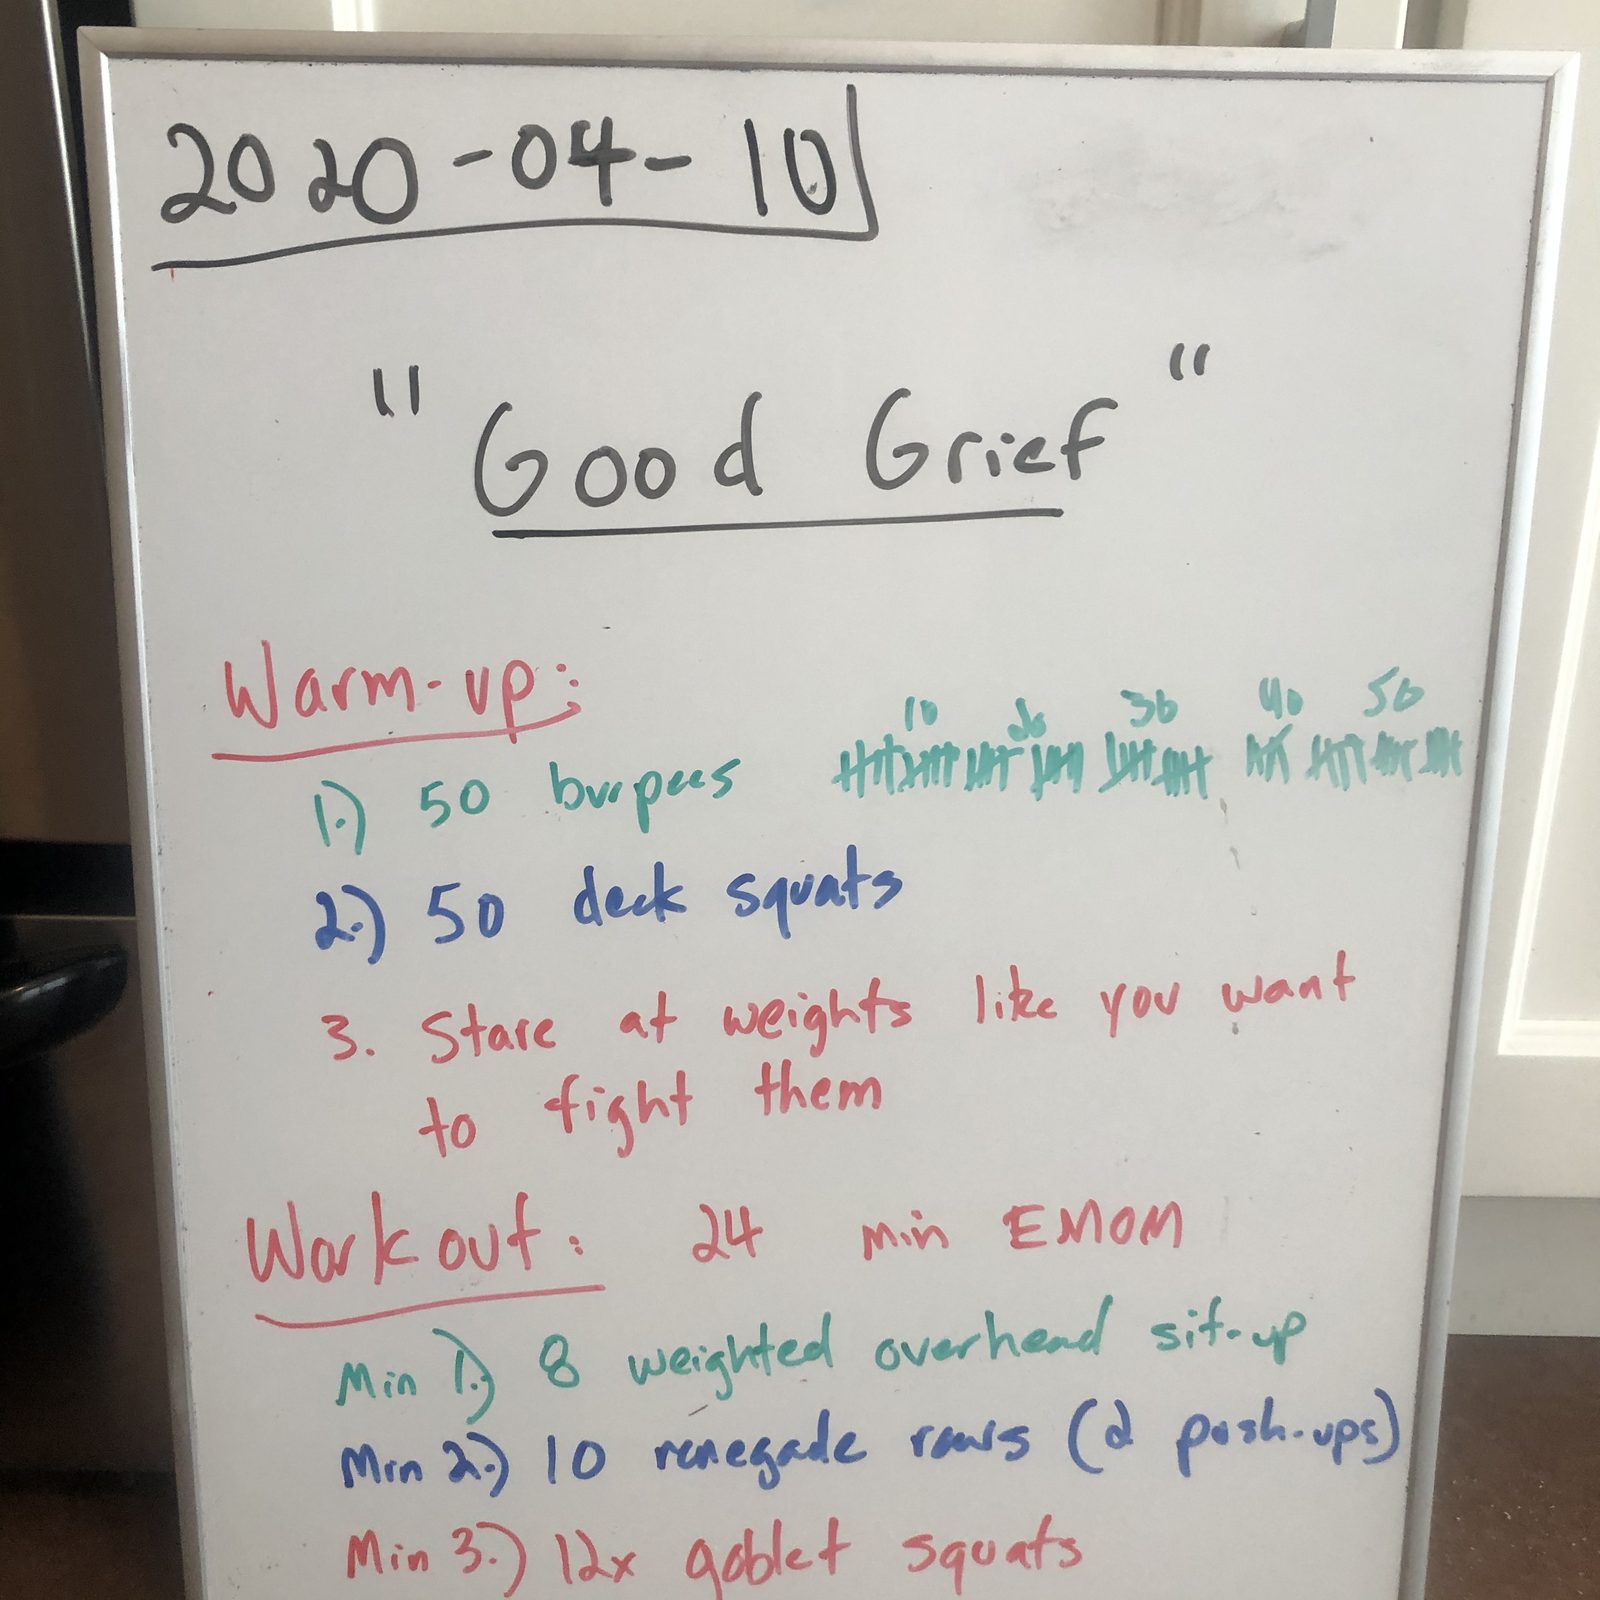 2020-04-10
"Good Grief"
Warm-up:
10 20 30 40 50
1.) 50 burpees
2.) 50 deck squats
3. Stare at weights like you want
to fight them
Workout: 24 min EMOM
Min 1.) 8 weighted overhead sit-up
Min 2.) 10 renegade rows (2 push-ups)
Min 3.) 12x goblet squats